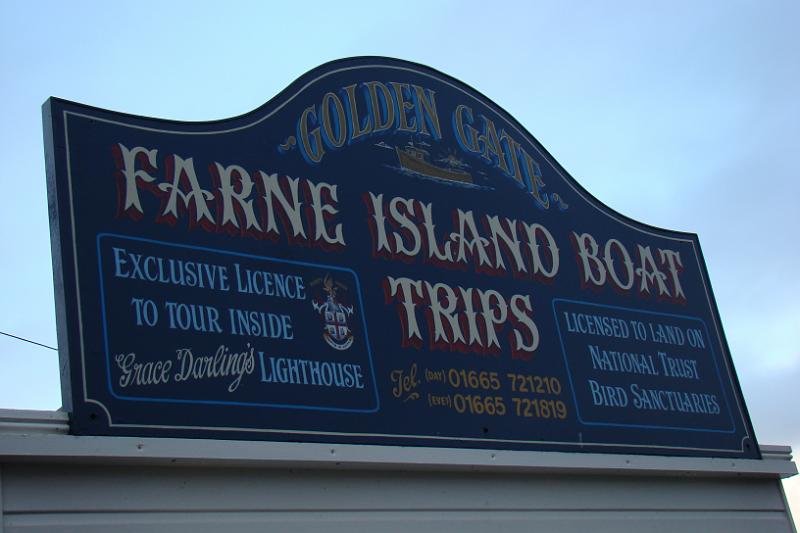 GOLDEN GATE
FARNE ISLAND BOAT
TRIPS
EXCLUSIVE LICENCE
TO TOUR INSIDE
Grace Darling's LIGHTHOUSE
Tel. (DAY) 01665 721210
(EVE) 01665 721819
LICENSED TO LAND ON
NATIONAL TRUST
BIRD SANCTUARIES